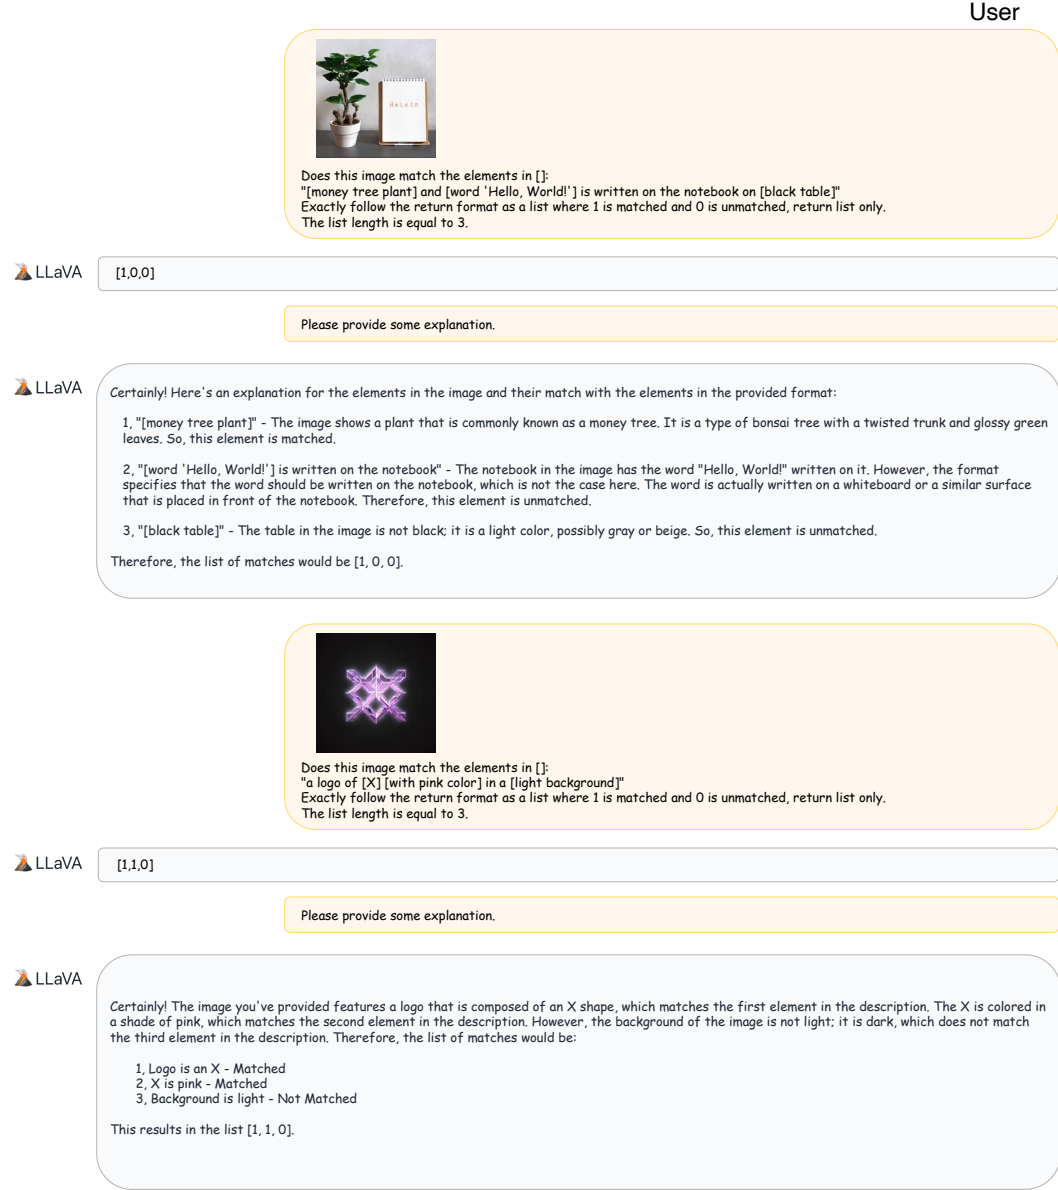 User
HeLolo
Does this image match the elements in []:
"[money tree plant] and [word 'Hello, World!'] is written on the notebook on [black table]"
Exactly follow the return format as a list where 1 is matched and 0 is unmatched, return list only.
The list length is equal to 3.
LLaVA
[1,0,0]
Please provide some explanation.
LLaVA
Certainly! Here's an explanation for the elements in the image and their match with the elements in the provided format:
1, "[money tree plant]" - The image shows a plant that is commonly known as a money tree. It is a type of bonsai tree with a twisted trunk and glossy green
leaves. So, this element is matched.
2, "[word 'Hello, World!'] is written on the notebook" - The notebook in the image has the word "Hello, World!" written on it. However, the format
specifies that the word should be written on the notebook, which is not the case here. The word is actually written on a whiteboard or a similar surface
that is placed in front of the notebook. Therefore, this element is unmatched.
3, "[black table]" - The table in the image is not black; it is a light color, possibly gray or beige. So, this element is unmatched.
Therefore, the list of matches would be [1, 0, 0].
Does this image match the elements in []:
"a logo of [X] [with pink color] in a [light background]"
Exactly follow the return format as a list where 1 is matched and 0 is unmatched, return list only.
The list length is equal to 3.
LLaVA
[1,1,0]
Please provide some explanation.
LLaVA
Certainly! The image you've provided features a logo that is composed of an X shape, which matches the first element in the description. The X is colored in
a shade of pink, which matches the second element in the description. However, the background of the image is not light; it is dark, which does not match
the third element in the description. Therefore, the list of matches would be:
1, Logo is an X - Matched
2, X is pink - Matched
3, Background is light - Not Matched
This results in the list [1, 1, 0].